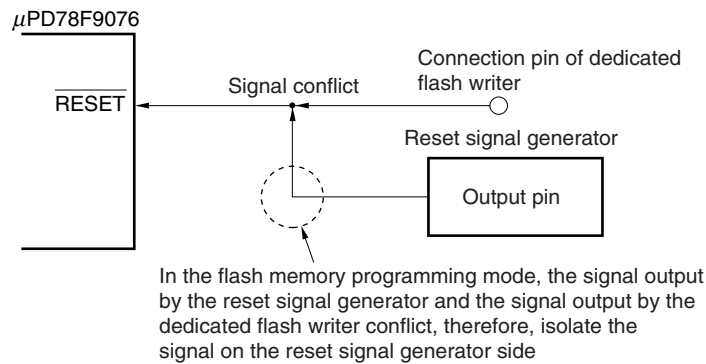 μPD78F9076
Connection pin of dedicated
flash writer
Signal conflict
RESET
Reset signal generator
Output pin
In the flash memory programming mode, the signal output
by the reset signal generator and the signal output by the
dedicated flash writer conflict, therefore, isolate the
signal on the reset signal generator side